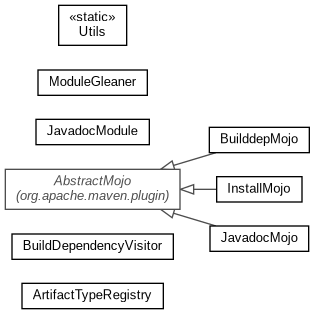 «static»
Utils
ModuleGleaner
JavadocModule
BuilddepMojo
AbstractMojo
(org.apache.maven.plugin)
InstallMojo
JavadocMojo
BuildDependencyVisitor
ArtifactTypeRegistry